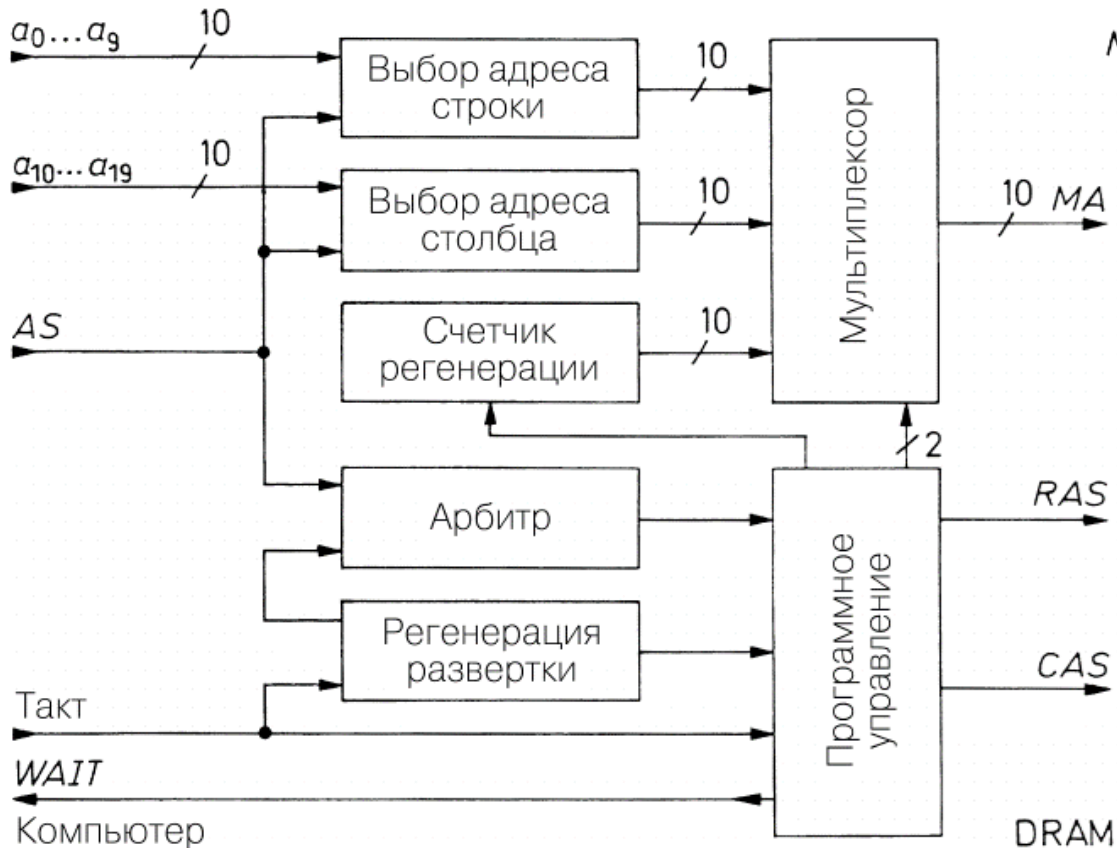 a0...a9
10
Выбор адреса
строки
10
a10...a19
10
Выбор адреса
столбца
10
Мультиплексор
10
MA
AS
Счетчик
регенерации
10
2
Арбитр
RAS
Регенерация
развертки
Программное
управление
CAS
Такт
WAIT
Компьютер
DRAM